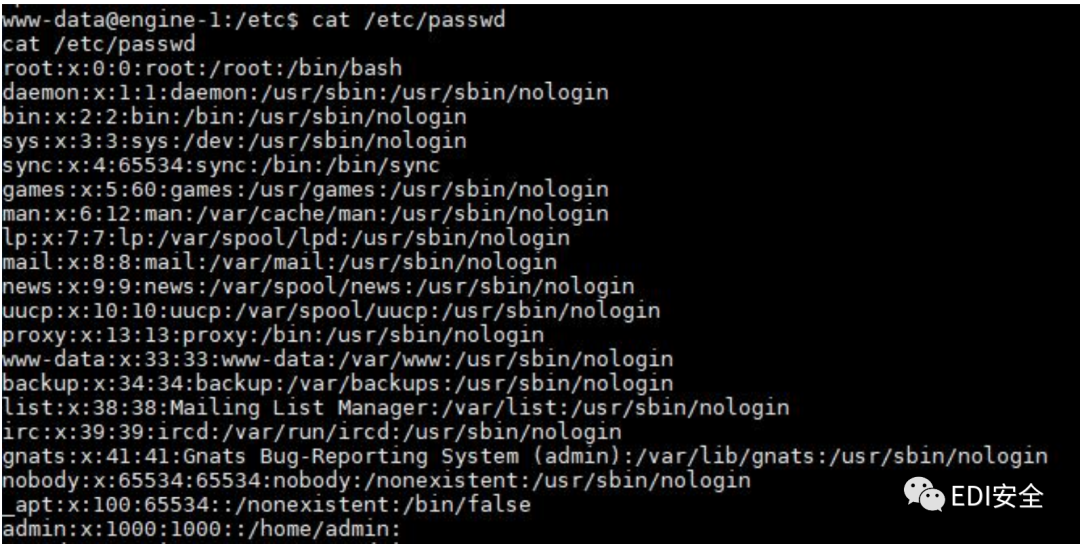 www-data@engine-1:/etc$ cat /etc/passwd
cat /etc/passwd
root:x:0:0:root:/root:/bin/bash
daemon:x:1:1:daemon:/usr/sbin:/usr/sbin/nologin
bin:x:2:2:bin:/bin:/usr/sbin/nologin
sys:x:3:3:sys:/dev:/usr/sbin/nologin
sync:x:4:65534:sync:/bin:/bin/sync
games:x:5:60:games:/usr/games:/usr/sbin/nologin
man:x:6:12:man:/var/cache/man:/usr/sbin/nologin
lp:x:7:7:lp:/var/spool/lpd:/usr/sbin/nologin
mail:x:8:8:mail:/var/mail:/usr/sbin/nologin
news:x:9:9:news:/var/spool/news:/usr/sbin/nologin
uucp:x:10:10:uucp:/var/spool/uucp:/usr/sbin/nologin
proxy:x:13:13:proxy:/bin:/usr/sbin/nologin
www-data:x:33:33:www-data:/var/www:/usr/sbin/nologin
backup:x:34:34:backup:/var/backups:/usr/sbin/nologin
list:x:38:38:Mailing List Manager:/var/list:/usr/sbin/nologin
irc:x:39:39:ircd:/var/run/ircd:/usr/sbin/nologin
gnats:x:41:41:Gnats Bug-Reporting System (admin):/var/lib/gnats:/usr/sbin/nologin
nobody:x:65534:65534:nobody:/nonexistent:/usr/sbin/nologin
_apt:x:100:65534::/nonexistent:/bin/false
admin:x:1000:1000::/home/admin:
EDI安全